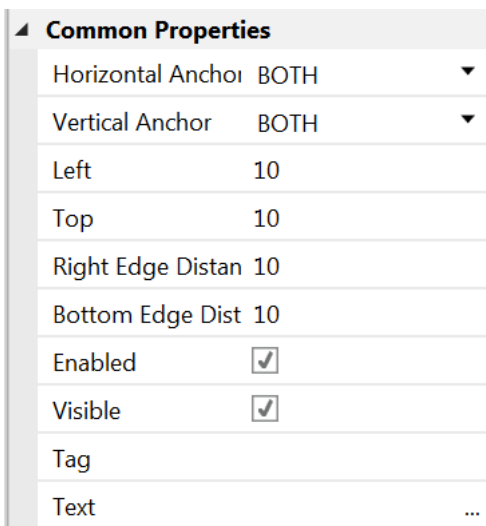 Common Properties
Horizontal Anchor BOTH
Vertical Anchor BOTH
Left 10
Top 10
Right Edge Distan 10
Bottom Edge Dist 10
Enabled
Visible
Tag
Text ...